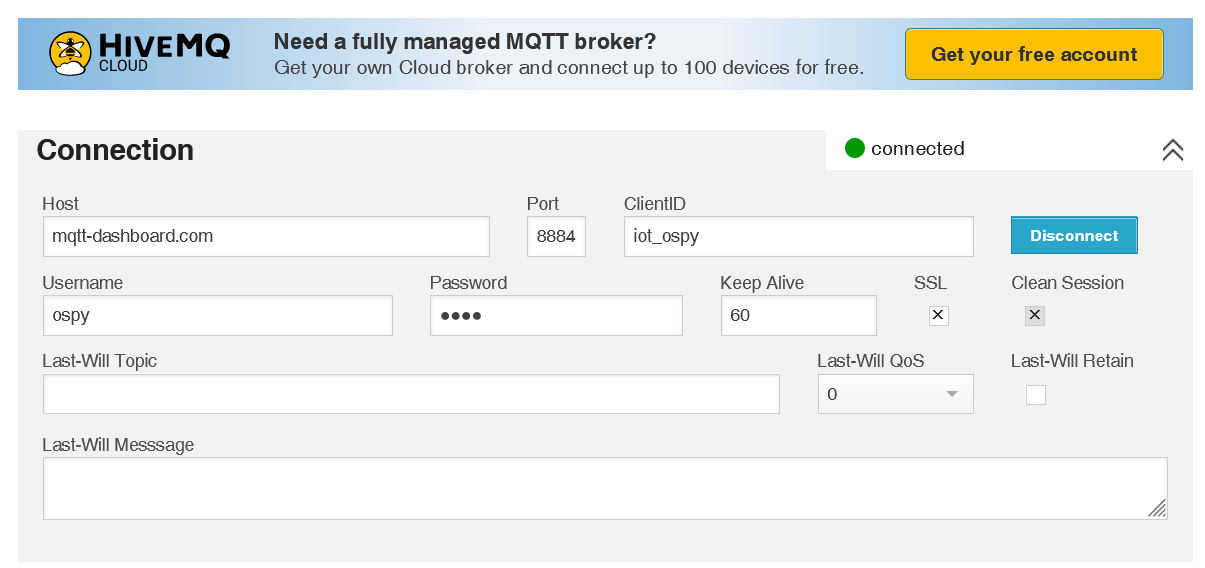 HIVEMQ
CLOUD
Need a fully managed MQTT broker?
Get your own Cloud broker and connect up to 100 devices for free.
Get your free account
Connection
connected
Host
Port
ClientID
mqtt-dashboard.com
8884
iot_ospy
Disconnect
Username
Password
Keep Alive
SSL
Clean Session
ospy
••••
60
Last-Will Topic
Last-Will QoS
Last-Will Retain
0
Last-Will Messsage